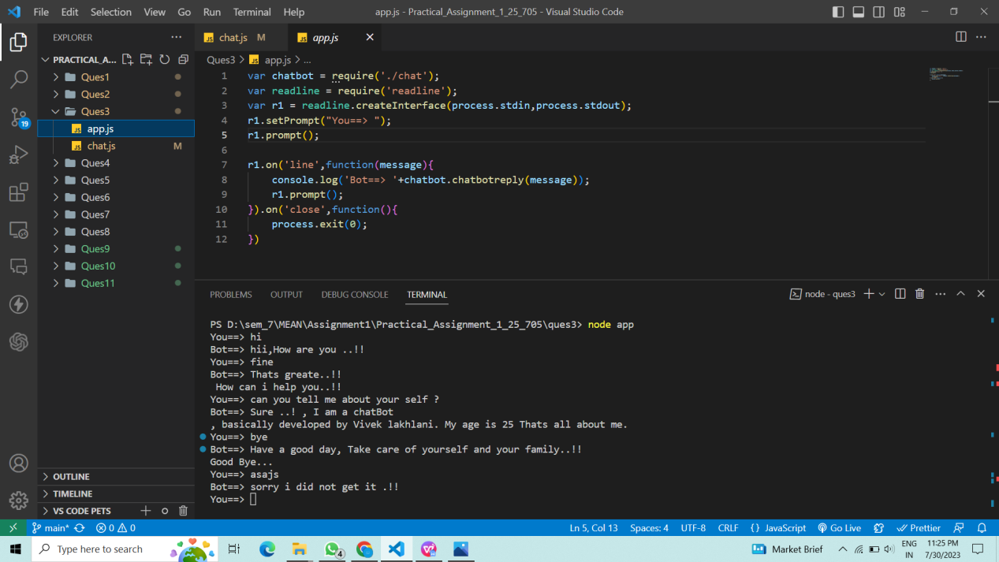 File Edit Selection View Go Run Terminal Help app.js - Practical_Assignment_1_25_705 - Visual Studio Code
EXPLORER
chat.js M
app.js
PRACTICAL_A...
Ques3 > app.js > ...
Ques1
Ques2
Ques3
app.js
chat.js M
Ques4
Ques5
Ques6
Ques7
Ques8
Ques9
Ques10
Ques11
19
1 var chatbot = require('./chat');
2 var readline = require('readline');
3 var r1 = readline.createInterface(process.stdin,process.stdout);
4 r1.setPrompt("You==> ");
5 r1.prompt();
6
7 r1.on('line',function(message){
8 console.log('Bot==> '+chatbot.chatbotreply(message));
9 r1.prompt();
10 }).on('close',function(){
11 process.exit(0);
12 })
PROBLEMS OUTPUT DEBUG CONSOLE TERMINAL node - ques3
PS D:\sem_7\MEAN\Assignment1\Practical_Assignment_1_25_705\ques3> node app
You==> hi
Bot==> hii,How are you ..!!
You==> fine
Bot==> Thats greate..!!
How can i help you..!!
You==> can you tell me about your self ?
Bot==> Sure ..! , I am a chatBot
, basically developed by Vivek lakhlani. My age is 25 Thats all about me.
You==> bye
Bot==> Have a good day, Take care of yourself and your family..!!
Good Bye...
You==> asajs
Bot==> sorry i did not get it .!!
You==>
OUTLINE
TIMELINE
VS CODE PETS
main* 0 0 Ln 5, Col 13 Spaces: 4 UTF-8 CRLF {} JavaScript Go Live Prettier
Type here to search 4 Market Brief ENG IN 11:25 PM 7/30/2023